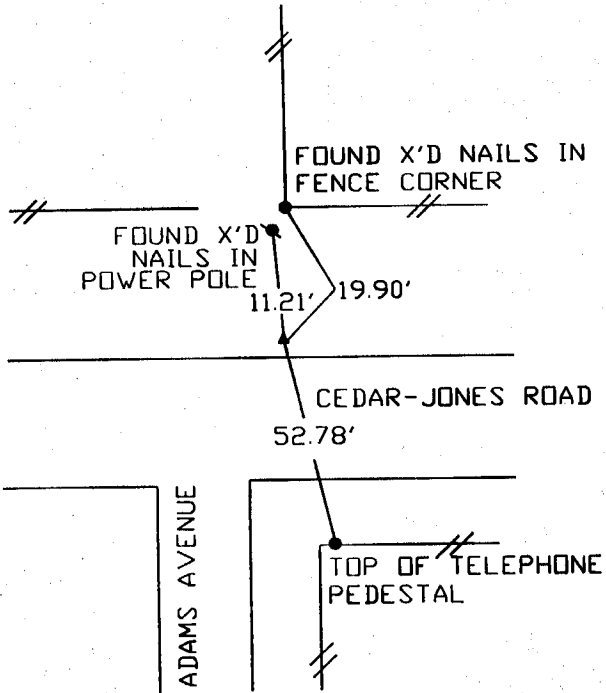 FOUND X'D NAILS IN
FENCE CORNER
FOUND X'D
NAILS IN
POWER POLE
11.21'
19.90'
CEDAR-JONES ROAD
52.78'
ADAMS AVENUE
TOP OF TELEPHONE
PEDESTAL